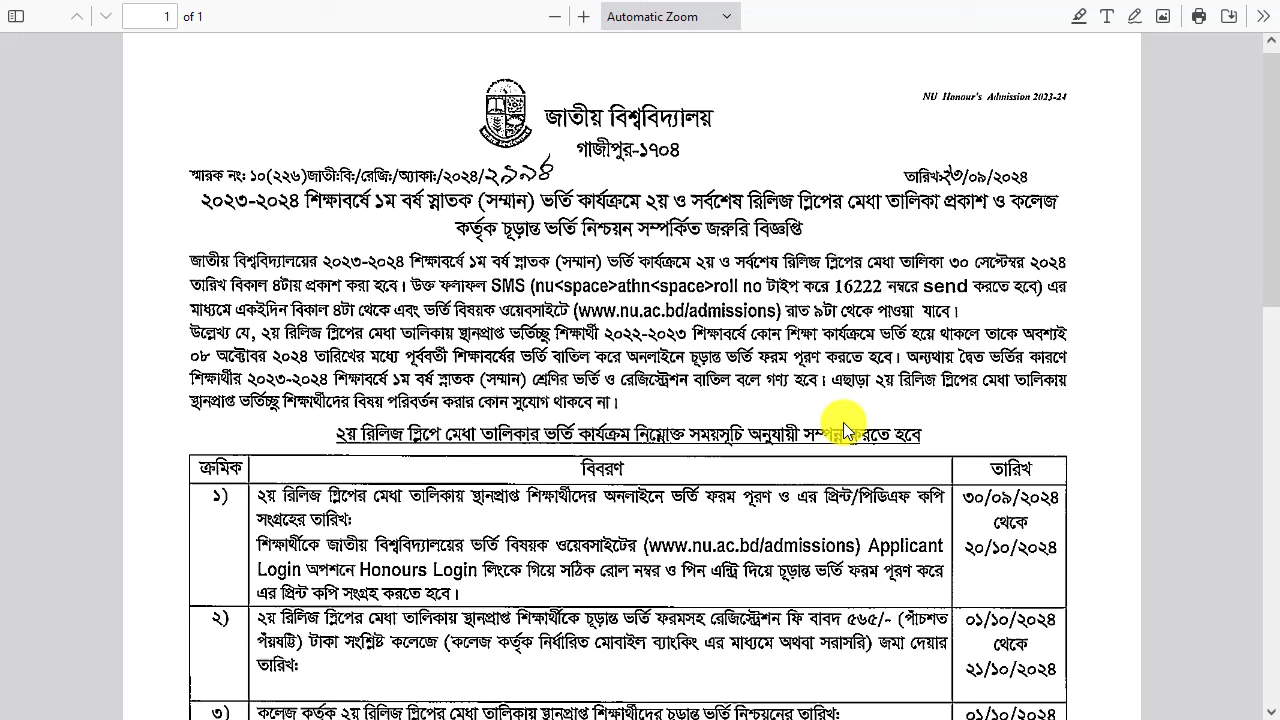 1 of 1 Automatic Zoom
NU Honour's Admission 2023-24
জাতীয় বিশ্ববিদ্যালয়
গাজীপুর-১৭০৪
স্মারক নং: ১০(২২৬)জাতী:বি:/রেজি:/অ্যাকা:/২০২৪/২৯৯৪ তারিখ:২৩/০৯/২০২৪
২০২৩-২০২৪ শিক্ষাবর্ষে ১ম বর্ষ স্নাতক (সম্মান) ভর্তি কার্যক্রমে ২য় ও সর্বশেষ রিলিজ স্লিপের মেধা তালিকা প্রকাশ ও কলেজ
কর্তৃক চূড়ান্ত ভর্তি নিশ্চয়ন সম্পর্কিত জরুরি বিজ্ঞপ্তি
জাতীয় বিশ্ববিদ্যালয়ের ২০২৩-২০২৪ শিক্ষাবর্ষে ১ম বর্ষ স্নাতক (সম্মান) ভর্তি কার্যক্রমে ২য় ও সর্বশেষ রিলিজ স্লিপের মেধা তালিকা ৩০ সেপ্টেম্বর ২০২৪
তারিখ বিকাল ৪টায় প্রকাশ করা হবে। উক্ত ফলাফল SMS (nu<space>athn<space>roll no টাইপ করে 16222 নম্বরে send করতে হবে) এর
মাধ্যমে একইদিন বিকাল ৪টা থেকে এবং ভর্তি বিষয়ক ওয়েবসাইটে (www.nu.ac.bd/admissions) রাত ৯টা থেকে পাওয়া যাবে।
উল্লেখ্য যে, ২য় রিলিজ স্লিপের মেধা তালিকায় স্থানপ্রাপ্ত ভর্তিচ্ছু শিক্ষার্থী ২০২২-২০২৩ শিক্ষাবর্ষে কোন শিক্ষা কার্যক্রমে ভর্তি হয়ে থাকলে তাকে অবশ্যই
০৮ অক্টোবর ২০২৪ তারিখের মধ্যে পূর্ববর্তী শিক্ষাবর্ষের ভর্তি বাতিল করে অনলাইনে চূড়ান্ত ভর্তি ফরম পূরণ করতে হবে। অন্যথায় দ্বৈত ভর্তির কারণে
শিক্ষার্থীর ২০২৩-২০২৪ শিক্ষাবর্ষে ১ম বর্ষ স্নাতক (সম্মান) শ্রেণির ভর্তি ও রেজিস্ট্রেশন বাতিল বলে গণ্য হবে। এছাড়া ২য় রিলিজ স্লিপের মেধা তালিকায়
স্থানপ্রাপ্ত ভর্তিচ্ছু শিক্ষার্থীদের বিষয় পরিবর্তন করার কোন সুযোগ থাকবে না।
২য় রিলিজ স্লিপে মেধা তালিকার ভর্তি কার্যক্রম নিম্নোক্ত সময়সূচি অনুযায়ী সম্পন্ন করতে হবে
ক্রমিক বিবরণ তারিখ
১) ২য় রিলিজ স্লিপের মেধা তালিকায় স্থানপ্রাপ্ত শিক্ষার্থীদের অনলাইনে ভর্তি ফরম পূরণ ও এর প্রিন্ট/পিডিএফ কপি ৩০/০৯/২০২৪
সংগ্রহের তারিখ: থেকে
শিক্ষার্থীকে জাতীয় বিশ্ববিদ্যালয়ের ভর্তি বিষয়ক ওয়েবসাইটের (www.nu.ac.bd/admissions) Applicant ২০/১০/২০২৪
Login অপশনে Honours Login লিংকে গিয়ে সঠিক রোল নম্বর ও পিন এন্ট্রি দিয়ে চূড়ান্ত ভর্তি ফরম পূরণ করে
এর প্রিন্ট কপি সংগ্রহ করতে হবে।
২) ২য় রিলিজ স্লিপের মেধা তালিকায় স্থানপ্রাপ্ত শিক্ষার্থীকে চূড়ান্ত ভর্তি ফরমসহ রেজিস্ট্রেশন ফি বাবদ ৫৬৫/- (পাঁচশত ০১/১০/২০২৪
পঁয়ষট্টি) টাকা সংশ্লিষ্ট কলেজে (কলেজ কর্তৃক নির্ধারিত মোবাইল ব্যাংকিং এর মাধ্যমে অথবা সরাসরি) জমা দেয়ার থেকে
তারিখ: ২১/১০/২০২৪
৩) কলেজ কর্তৃক ২য় রিলিজ স্লিপের মেধা তালিকায় স্থানপ্রাপ্ত শিক্ষার্থীদের চূড়ান্ত ভর্তি নিশ্চয়নের তারিখ: ০১/১০/২০২৪